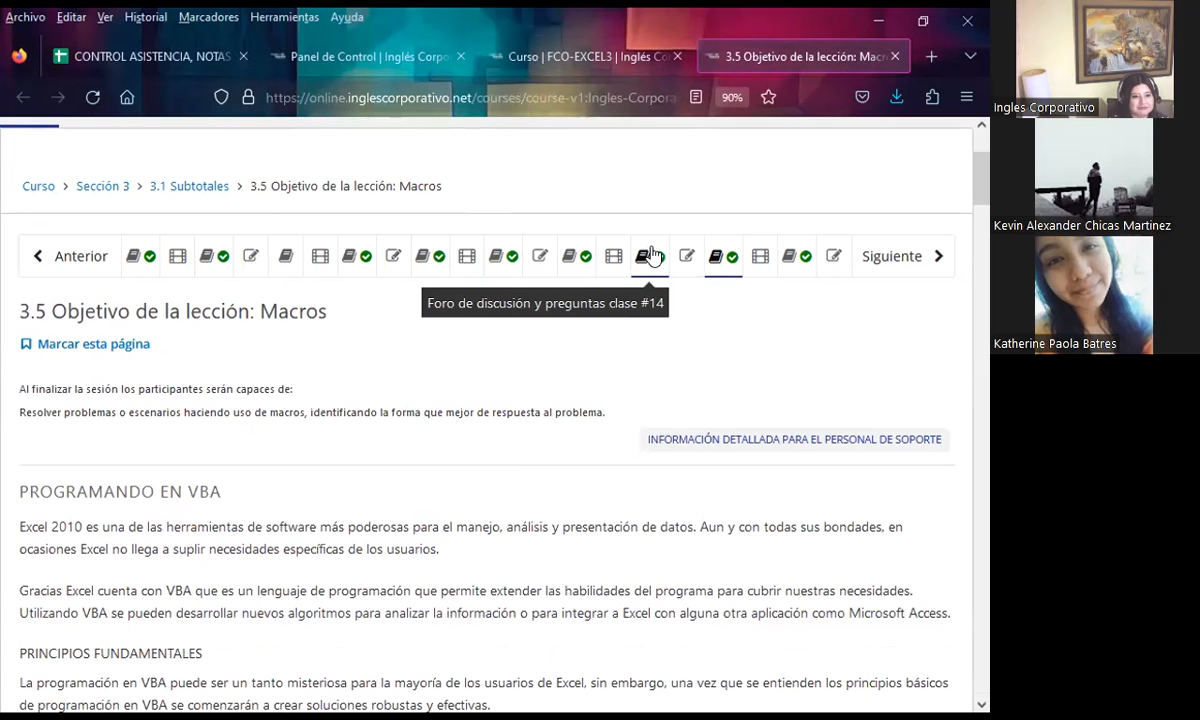 Archivo Editar Ver Historial Marcadores Herramientas Ayuda
CONTROL ASISTENCIA, NOTAS
Panel de Control | Inglés Corpo
Curso | FCO-EXCEL3 | Inglés Co
3.5 Objetivo de la lección: Macr
https://online.inglescorporativo.net/courses/course-v1:Ingles-Corpora
90%
Curso > Sección 3 > 3.1 Subtotales > 3.5 Objetivo de la lección: Macros
Anterior
Siguiente
Foro de discusión y preguntas clase #14
3.5 Objetivo de la lección: Macros
Marcar esta página
Al finalizar la sesión los participantes serán capaces de:
Resolver problemas o escenarios haciendo uso de macros, identificando la forma que mejor de respuesta al problema.
INFORMACIÓN DETALLADA PARA EL PERSONAL DE SOPORTE
PROGRAMANDO EN VBA
Excel 2010 es una de las herramientas de software más poderosas para el manejo, análisis y presentación de datos. Aun y con todas sus bondades, en
ocasiones Excel no llega a suplir necesidades específicas de los usuarios.
Gracias Excel cuenta con VBA que es un lenguaje de programación que permite extender las habilidades del programa para cubrir nuestras necesidades.
Utilizando VBA se pueden desarrollar nuevos algoritmos para analizar la información o para integrar a Excel con alguna otra aplicación como Microsoft Access.
PRINCIPIOS FUNDAMENTALES
La programación en VBA puede ser un tanto misteriosa para la mayoría de los usuarios de Excel, sin embargo, una vez que se entienden los principios básicos
de programación en VBA se comenzarán a crear soluciones robustas y efectivas.
Ingles Corporativo
Kevin Alexander Chicas Martinez
Katherine Paola Batres